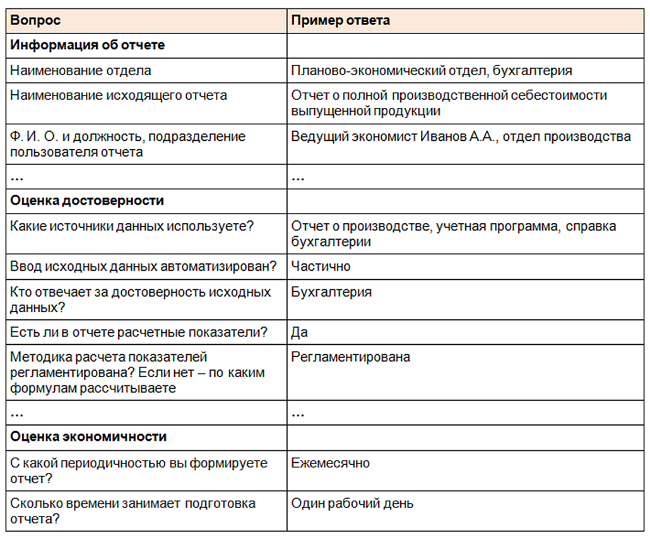 Вопрос Пример ответа
Информация об отчете
Наименование отдела Планово-экономический отдел, бухгалтерия
Наименование исходящего отчета Отчет о полной производственной себестоимости
выпущенной продукции
Ф. И. О. и должность, подразделение Ведущий экономист Иванов А.А., отдел производства
пользователя отчета
... ...
Оценка достоверности
Какие источники данных используете? Отчет о производстве, учетная программа, справка
бухгалтерии
Ввод исходных данных автоматизирован? Частично
Кто отвечает за достоверность исходных Бухгалтерия
данных?
Есть ли в отчете расчетные показатели? Да
Методика расчета показателей Регламентирована
регламентирована? Если нет – по каким
формулам рассчитываете
... ...
Оценка экономичности
С какой периодичностью вы формируете Ежемесячно
отчет?
Сколько времени занимает подготовка Один рабочий день
отчета?